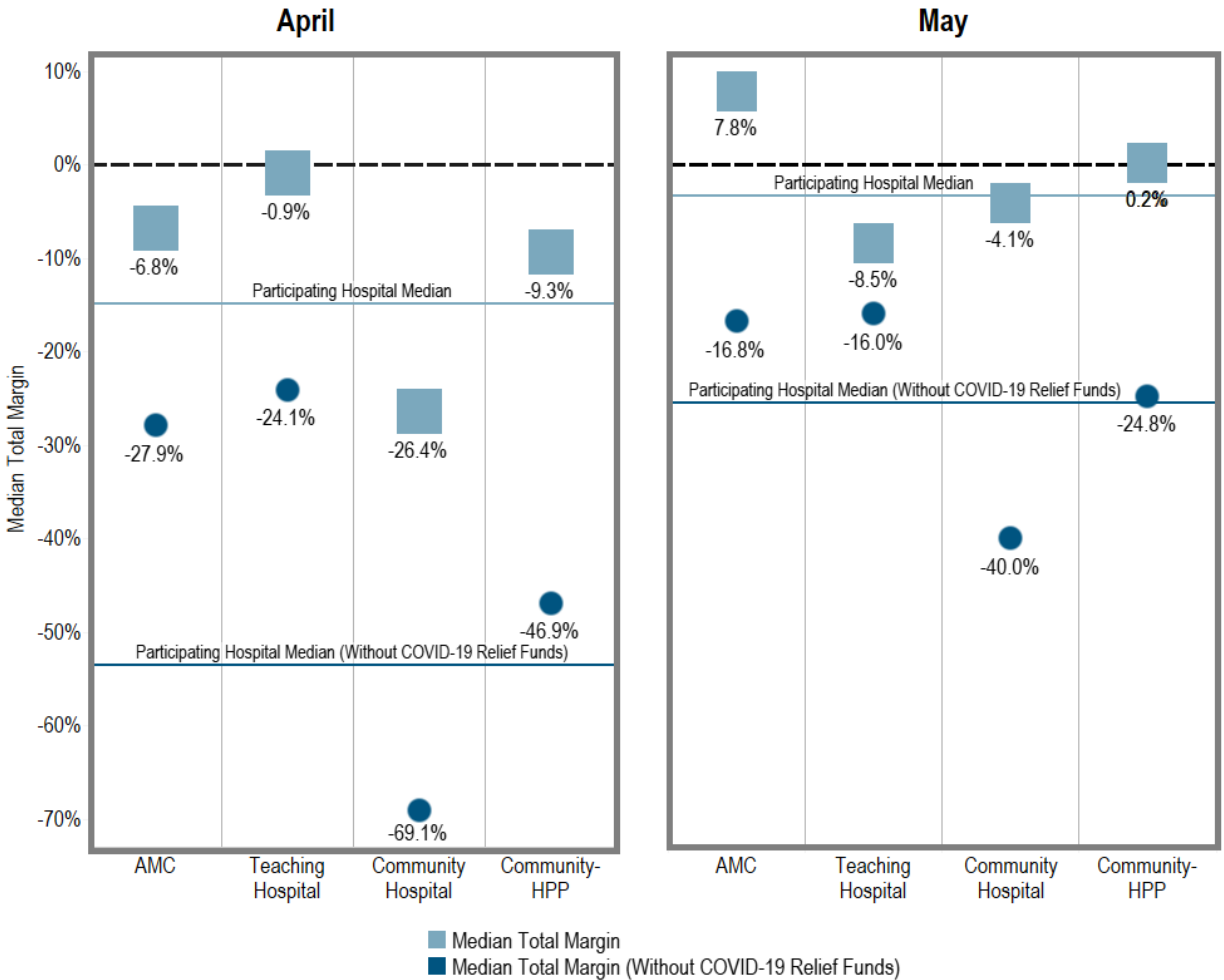 April
May
Median Total Margin
10%
0%
-10%
-20%
-30%
-40%
-50%
-60%
-70%
-6.8%
-0.9%
-9.3%
Participating Hospital Median
-24.1%
-27.9%
-26.4%
-46.9%
Participating Hospital Median (Without COVID-19 Relief Funds)
-69.1%
AMC
Teaching
Hospital
Community
Hospital
Community-
HPP
7.8%
Participating Hospital Median
0.2%
-4.1%
-8.5%
-16.8%
-16.0%
Participating Hospital Median (Without COVID-19 Relief Funds)
-24.8%
-40.0%
AMC
Teaching
Hospital
Community
Hospital
Community-
HPP
Median Total Margin
Median Total Margin (Without COVID-19 Relief Funds)